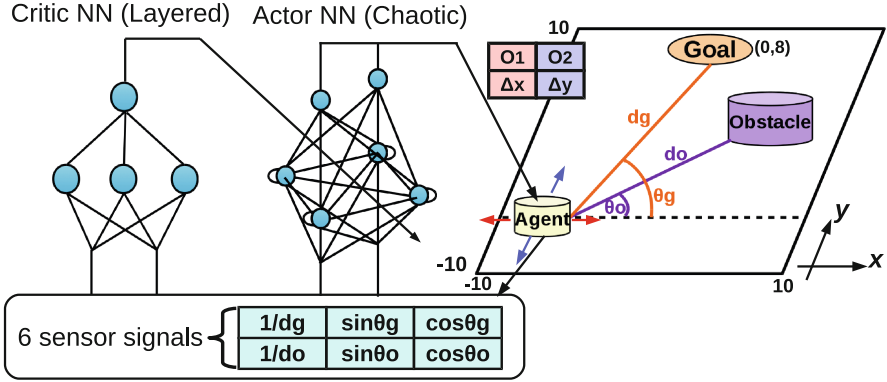 Critic NN (Layered)
Actor NN (Chaotic)
10
O1 O2
Δx Δy
Goal (0,8)
Obstacle
dg
do
θg
θo
Agent
y
x
-10
-10
10
6 sensor signals
1/dg sinθg cosθg
1/do sinθo cosθo